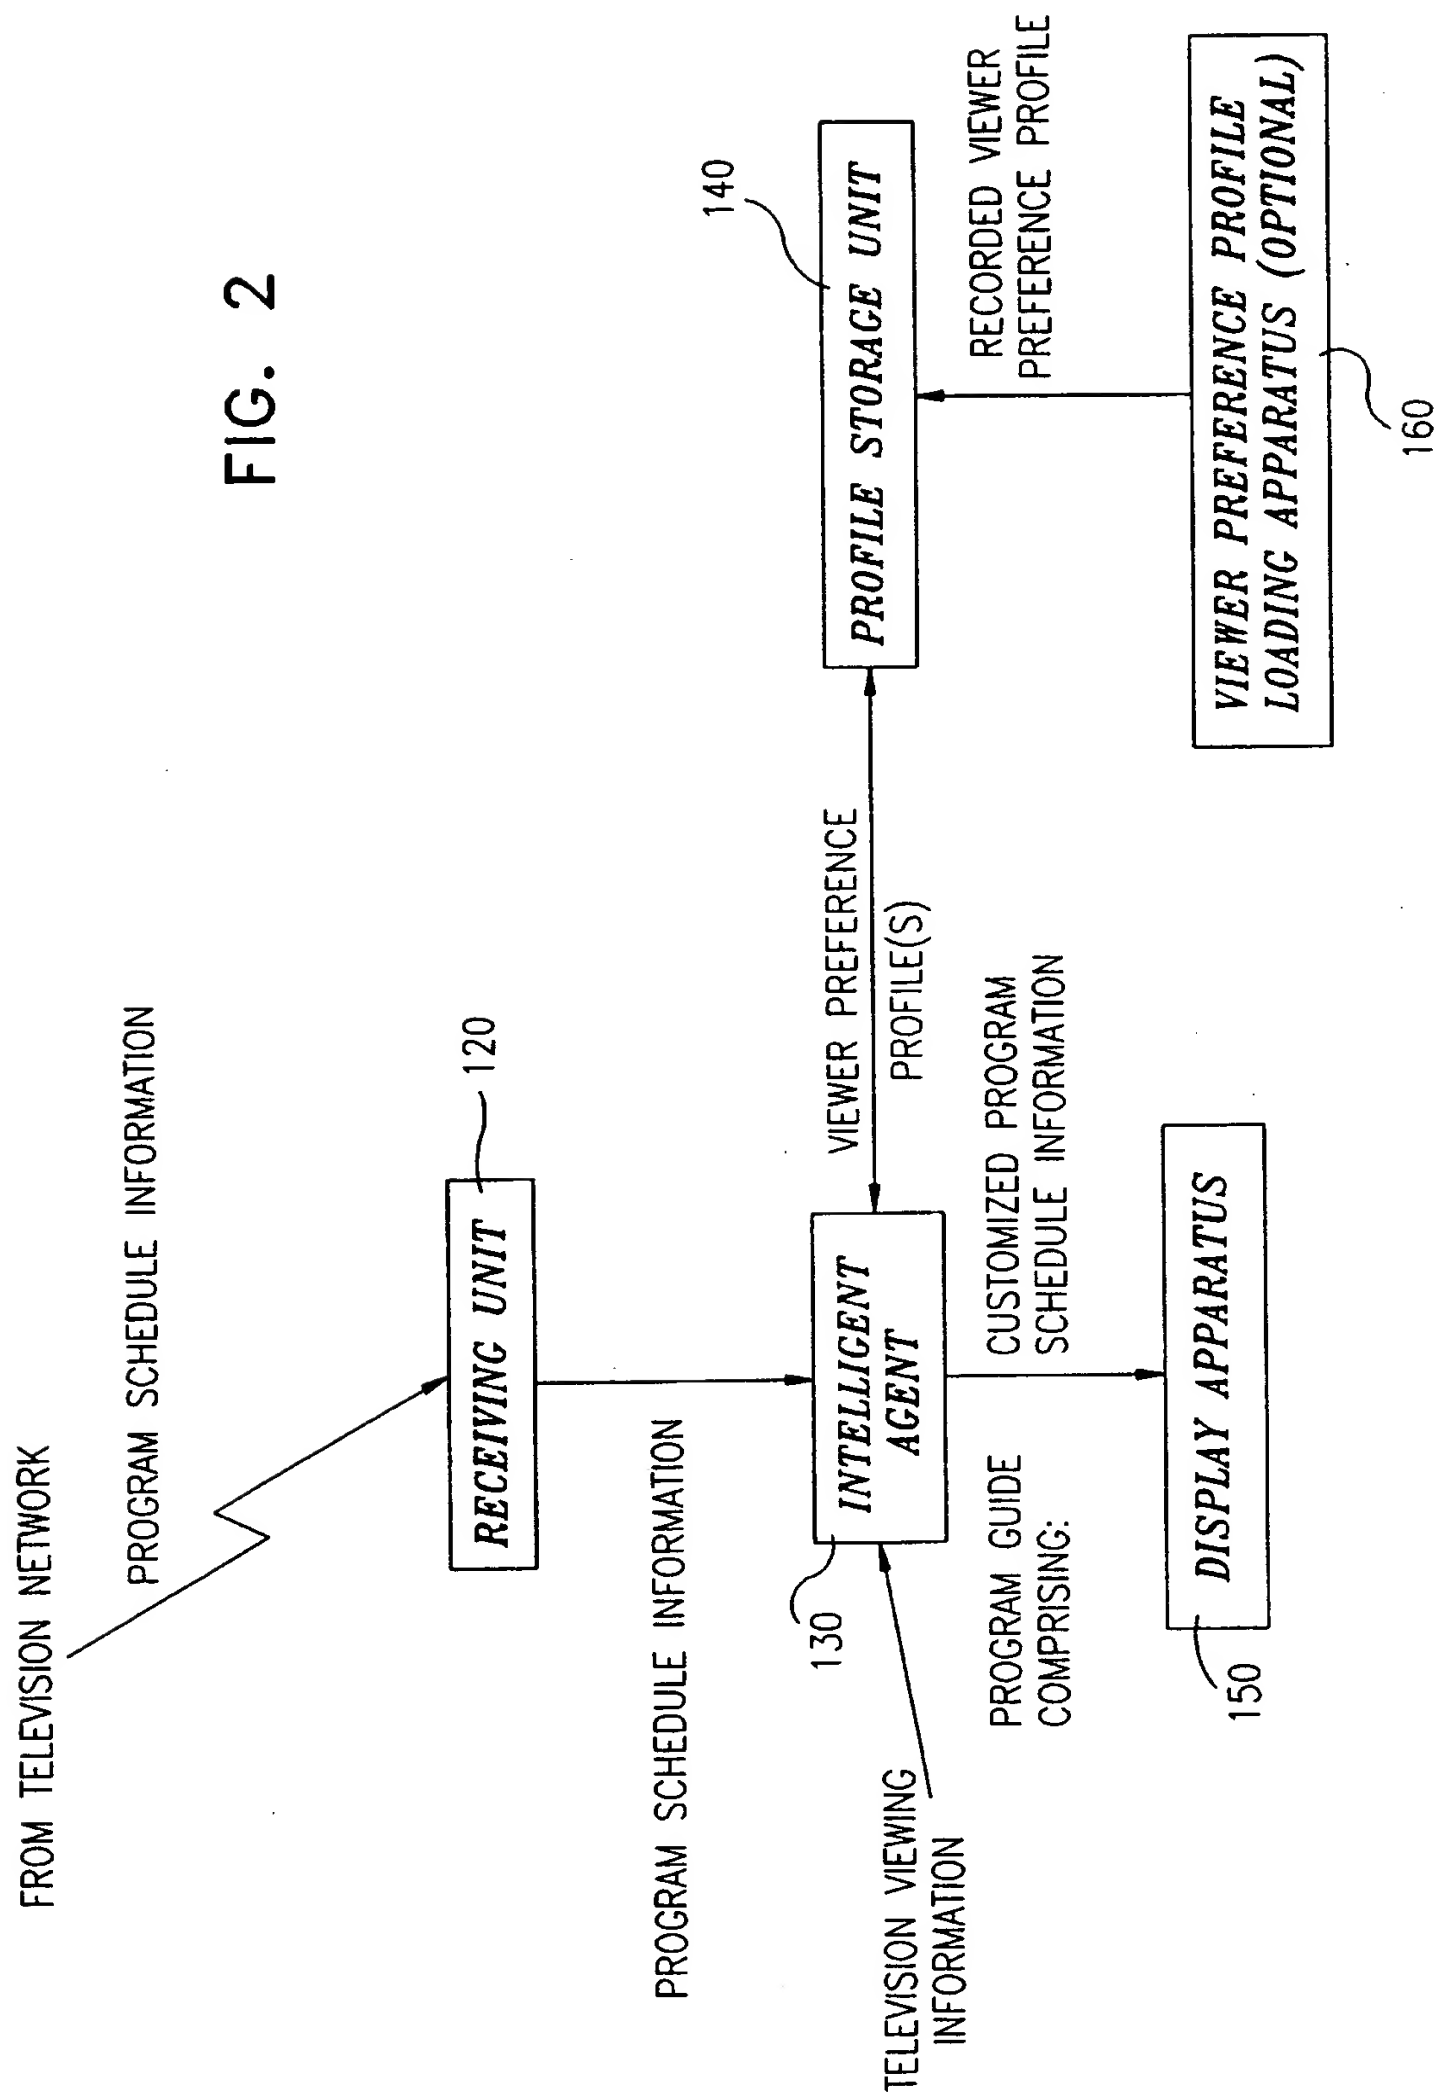 FIG. 2
FROM TELEVISION NETWORK
PROGRAM SCHEDULE INFORMATION
120
RECEIVING UNIT
PROGRAM SCHEDULE INFORMATION
140
130
INTELLIGENT
AGENT
VIEWER PREFERENCE
PROFILE(S)
PROFILE STORAGE UNIT
TELEVISION VIEWING
INFORMATION
PROGRAM GUIDE
COMPRISING:
CUSTOMIZED PROGRAM
SCHEDULE INFORMATION
RECORDED VIEWER
PREFERENCE PROFILE
150
DISPLAY APPARATUS
VIEWER PREFERENCE PROFILE
LOADING APPARATUS (OPTIONAL)
160